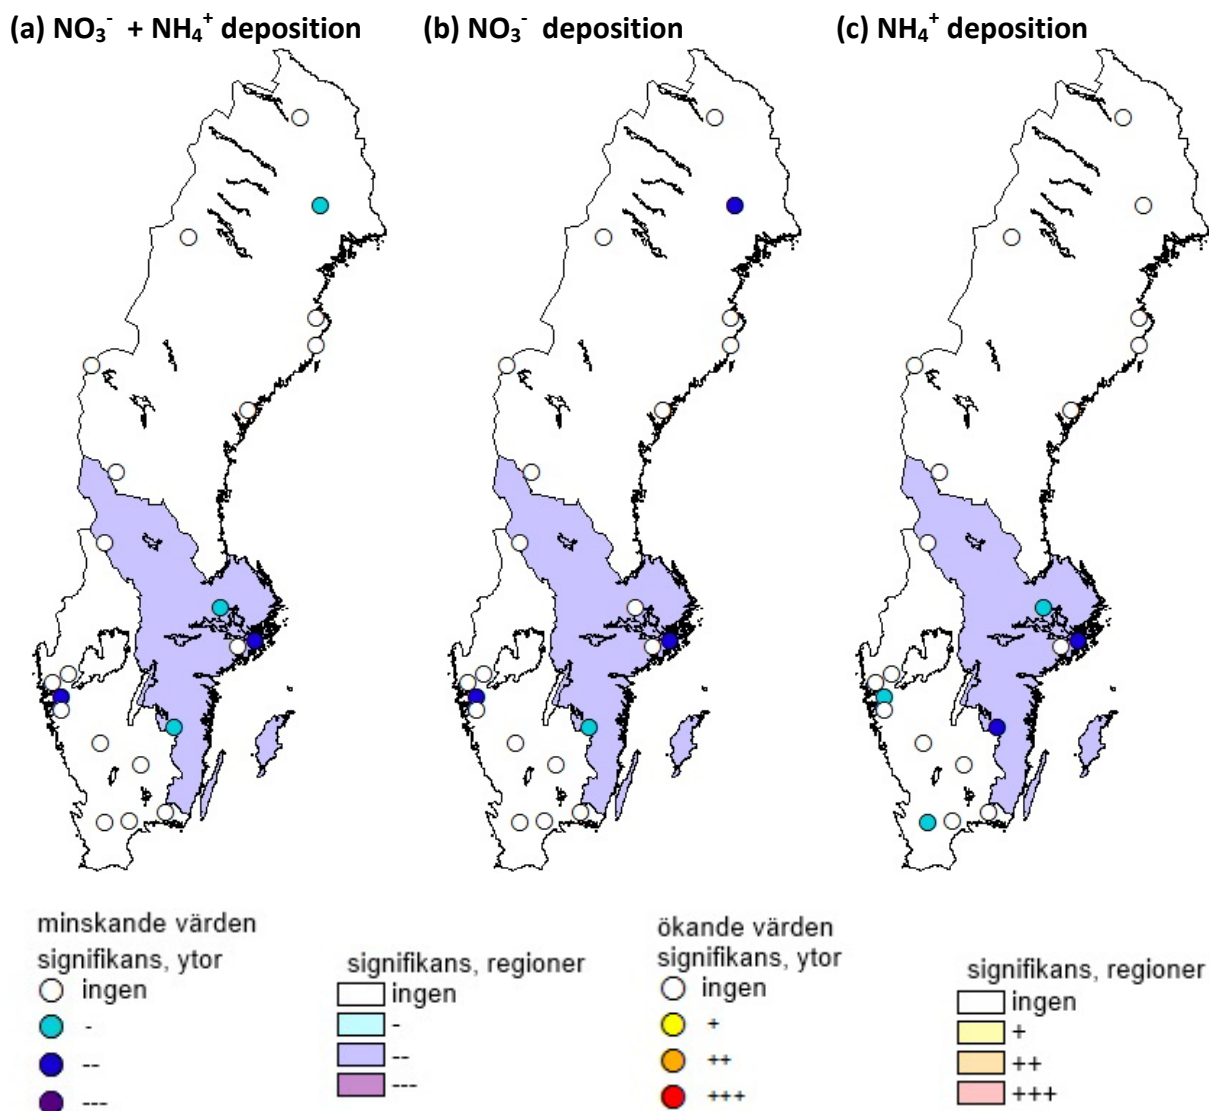 (a) NO₃⁻ + NH₄⁺ deposition
(b) NO₃⁻ deposition
(c) NH₄⁺ deposition
minskande värden
signifikans, ytor
ingen
-
--
---
signifikans, regioner
ingen
-
--
---
ökande värden
signifikans, ytor
ingen
+
++
+++
signifikans, regioner
ingen
+
++
+++